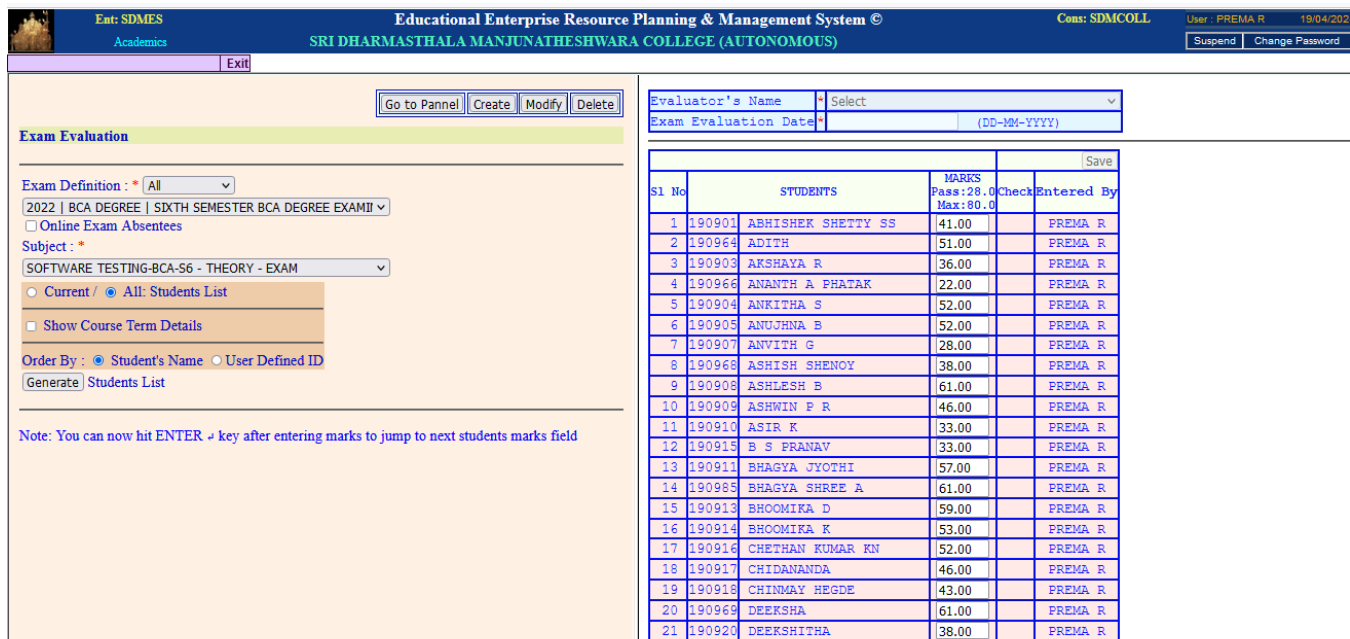 Ent: SDMES
Academics
Educational Enterprise Resource Planning & Management System ©
SRI DHARMASTHALA MANJUNATHESHWARA COLLEGE (AUTONOMOUS)
Cons: SDMCOLL
User : PREMA R 19/04/202
Suspend Change Password
Exit
Go to Pannel Create Modify Delete
Exam Evaluation
Exam Definition : * All
2022 | BCA DEGREE | SIXTH SEMESTER BCA DEGREE EXAMII
Online Exam Absentees
Subject : *
SOFTWARE TESTING-BCA-S6 - THEORY - EXAM
Current / All: Students List
Show Course Term Details
Order By : Student's Name User Defined ID
Generate Students List
Note: You can now hit ENTER ↲ key after entering marks to jump to next students marks field
Evaluator's Name * Select
Exam Evaluation Date* (DD-MM-YYYY)
Save
Sl No STUDENTS MARKS Pass:28.0 Max:80.0 Check Entered By
1 190901 ABHISHEK SHETTY SS 41.00 PREMA R
2 190964 ADITH 51.00 PREMA R
3 190903 AKSHAYA R 36.00 PREMA R
4 190966 ANANTH A PHATAK 22.00 PREMA R
5 190904 ANKITHA S 52.00 PREMA R
6 190905 ANUJHNA B 52.00 PREMA R
7 190907 ANVITH G 28.00 PREMA R
8 190968 ASHISH SHENOY 38.00 PREMA R
9 190908 ASHLESH B 61.00 PREMA R
10 190909 ASHWIN P R 46.00 PREMA R
11 190910 ASIR K 33.00 PREMA R
12 190915 B S PRANAV 33.00 PREMA R
13 190911 BHAGYA JYOTHI 57.00 PREMA R
14 190985 BHAGYA SHREE A 61.00 PREMA R
15 190913 BHOOMIKA D 59.00 PREMA R
16 190914 BHOOMIKA K 53.00 PREMA R
17 190916 CHETHAN KUMAR KN 52.00 PREMA R
18 190917 CHIDANANDA 46.00 PREMA R
19 190918 CHINMAY HEGDE 43.00 PREMA R
20 190969 DEEKSHA 61.00 PREMA R
21 190920 DEEKSHITHA 38.00 PREMA R